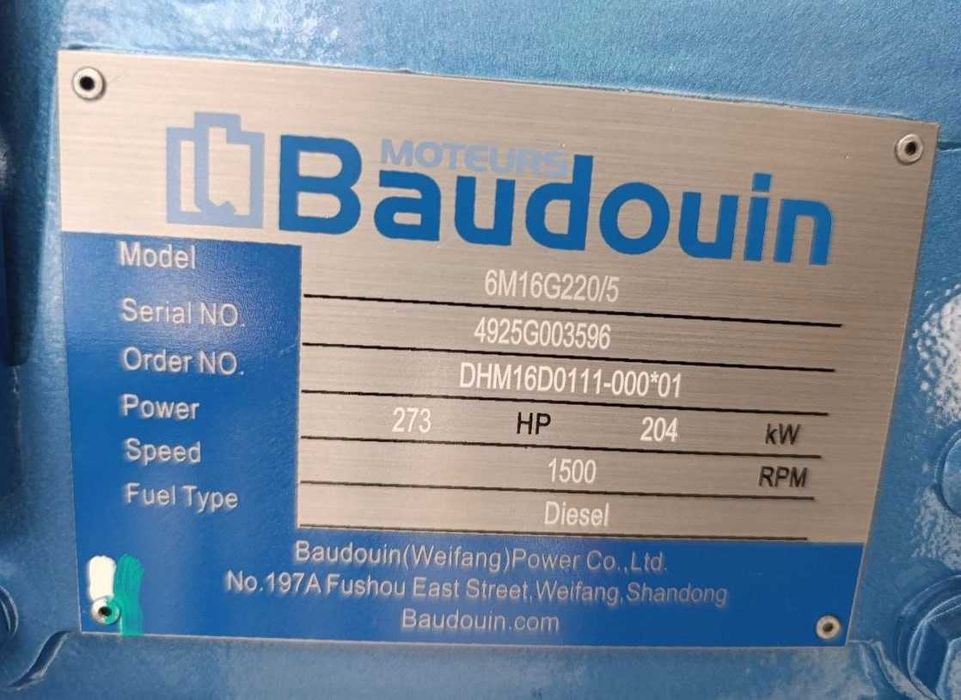 MOTEURS
Baudouin
Model 6M16G220/5
Serial NO. 4925G003596
Order NO. DHM16D0111-000*01
Power 273 HP 204 kW
Speed 1500 RPM
Fuel Type Diesel
Baudouin(Weifang)Power Co.,Ltd.
No.197A Fushou East Street,Weifang,Shandong
Baudouin.com